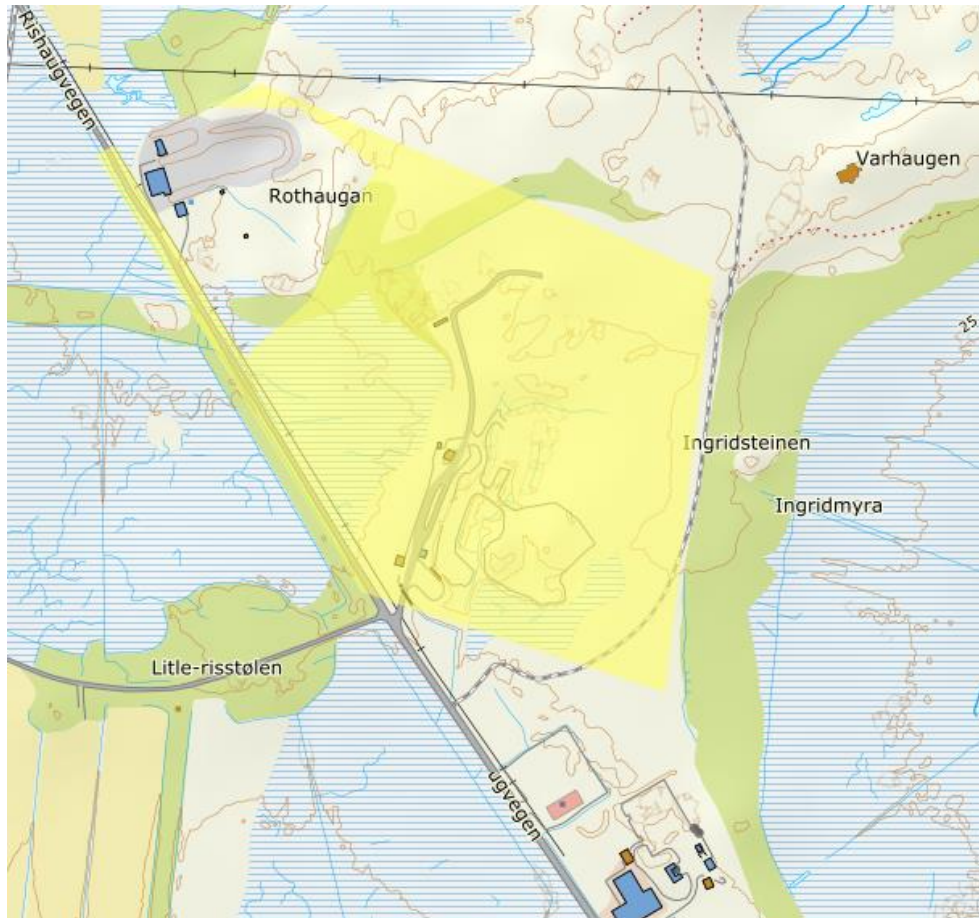 Rishaugvegen
Varhaugen
Rothaugan
25
Ingridsteinen
Ingridmyra
Litle-risstølen
ugvegen